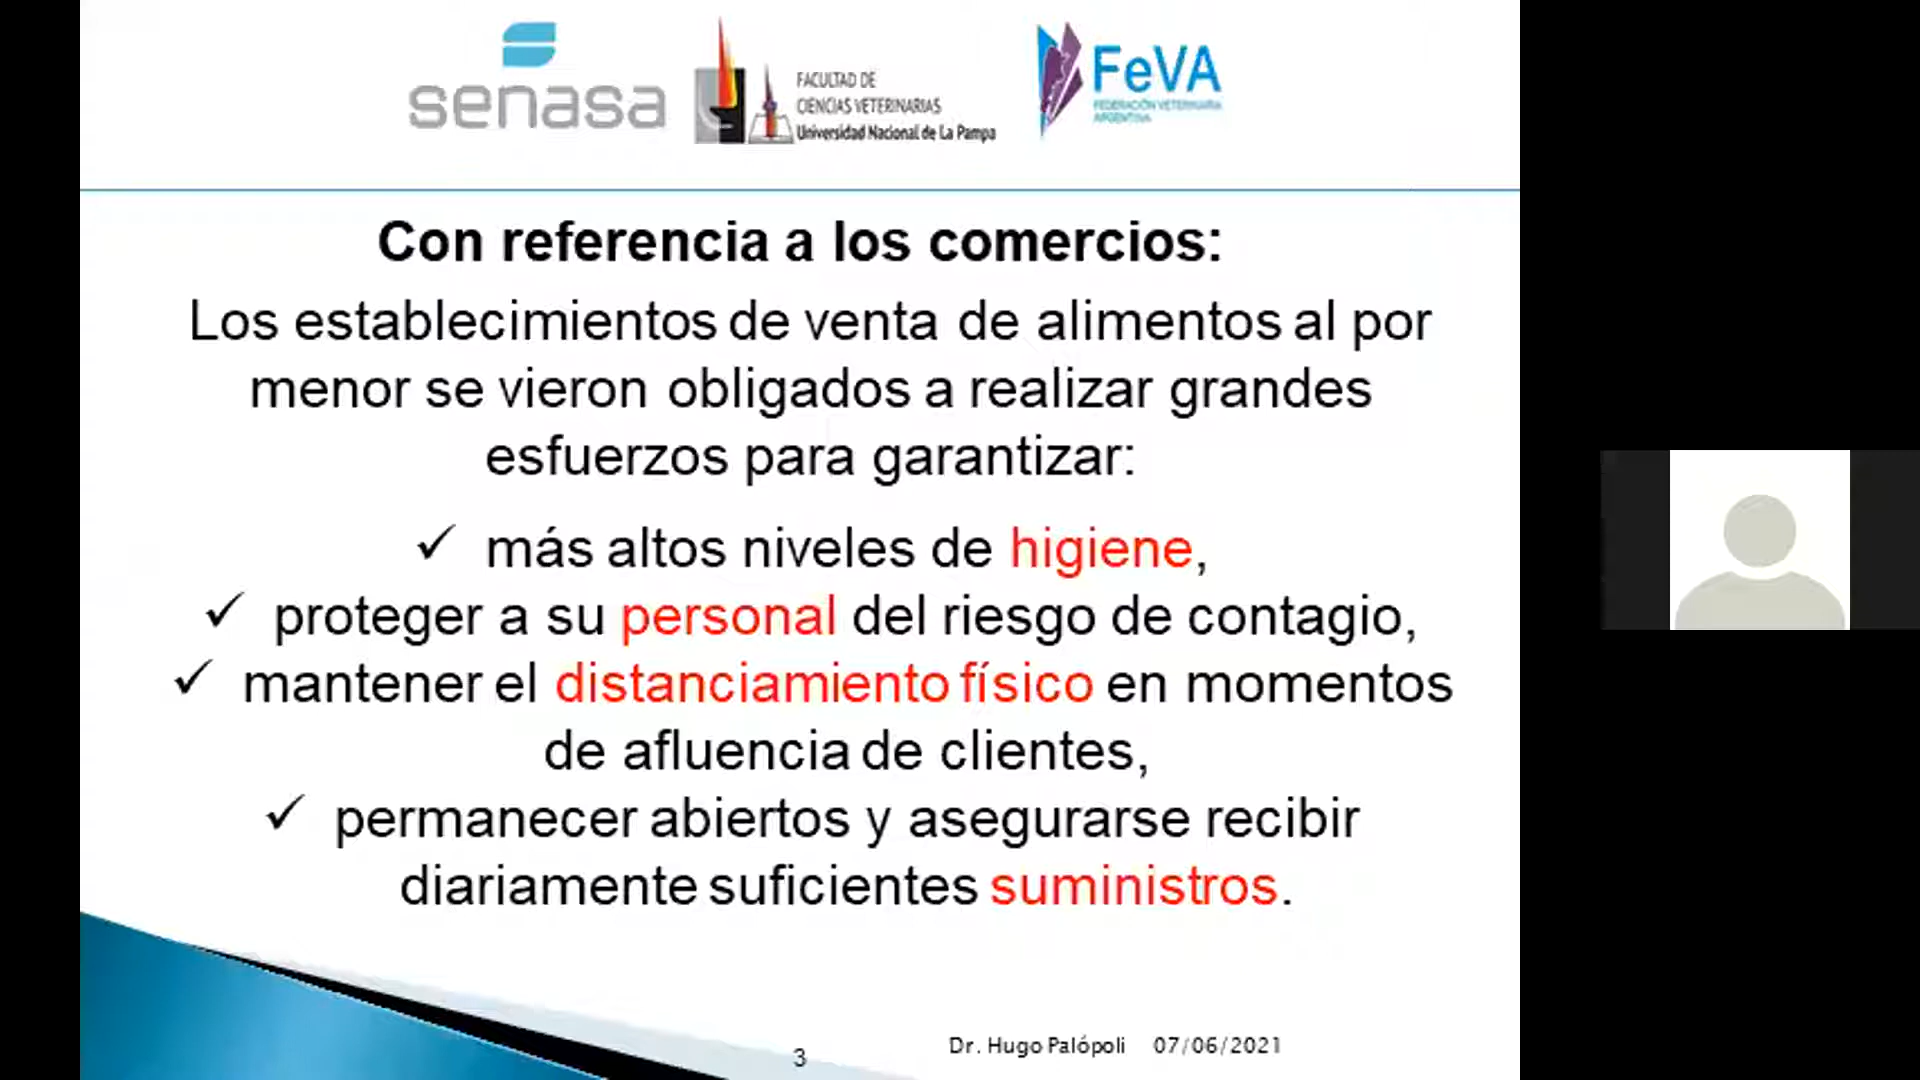 senasa
FACULTAD DE
CIENCIAS VETERINARIAS
Universidad Nacional de La Pampa
FeVA
FEDERACIÓN VETERINARIA
ARGENTINA
Con referencia a los comercios:
Los establecimientos de venta de alimentos al por
menor se vieron obligados a realizar grandes
esfuerzos para garantizar:
✓ más altos niveles de higiene,
✓ proteger a su personal del riesgo de contagio,
✓ mantener el distanciamiento físico en momentos
de afluencia de clientes,
✓ permanecer abiertos y asegurarse recibir
diariamente suficientes suministros.
3
Dr. Hugo Palópoli 07/06/2021